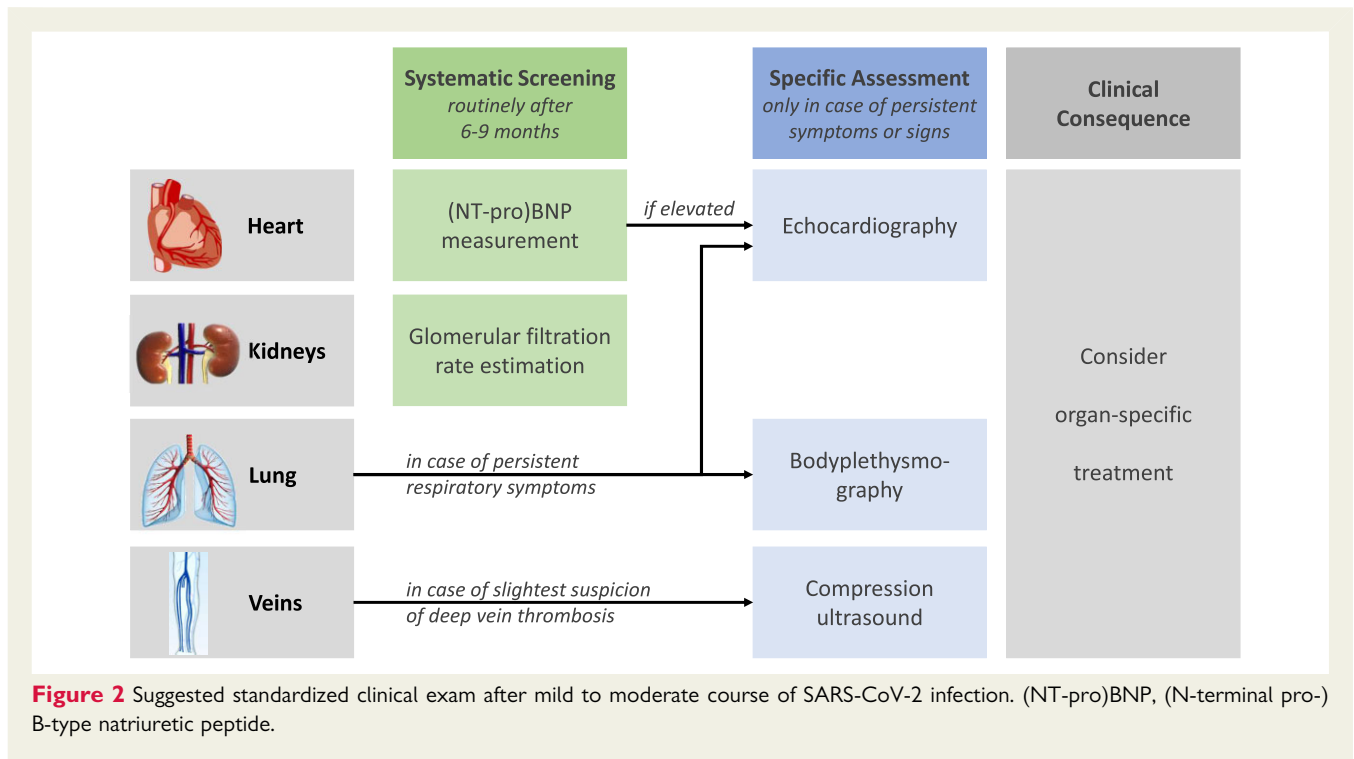 Systematic Screening
routinely after
6-9 months
Specific Assessment
only in case of persistent
symptoms or signs
Clinical
Consequence
Heart
(NT-pro)BNP
measurement
if elevated
Echocardiography
Kidneys
Glomerular filtration
rate estimation
Lung
in case of persistent
respiratory symptoms
Bodyplethysmo-
graphy
Veins
in case of slightest suspicion
of deep vein thrombosis
Compression
ultrasound
Consider
organ-specific
treatment
Figure 2 Suggested standardized clinical exam after mild to moderate course of SARS-CoV-2 infection. (NT-pro)BNP, (N-terminal pro-)
B-type natriuretic peptide.